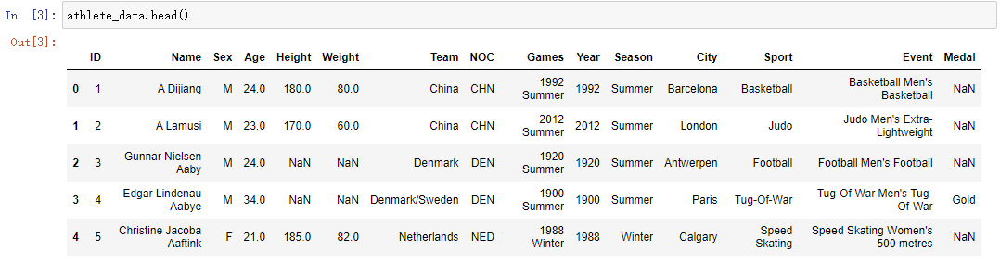 In [3]: athlete_data.head()
Out[3]:
ID Name Sex Age Height Weight Team NOC Games Year Season City Sport Event Medal
0 1 A Dijiang M 24.0 180.0 80.0 China CHN 1992 Summer 1992 Summer Barcelona Basketball Basketball Men's Basketball NaN
1 2 A Lamusi M 23.0 170.0 60.0 China CHN 2012 Summer 2012 Summer London Judo Judo Men's Extra-Lightweight NaN
2 3 Gunnar Nielsen Aaby M 24.0 NaN NaN Denmark DEN 1920 Summer 1920 Summer Antwerpen Football Football Men's Football NaN
3 4 Edgar Lindenau Aabye M 34.0 NaN NaN Denmark/Sweden DEN 1900 Summer 1900 Summer Paris Tug-Of-War Tug-Of-War Men's Tug-Of-War Gold
4 5 Christine Jacoba Aaftink F 21.0 185.0 82.0 Netherlands NED 1988 Winter 1988 Winter Calgary Speed Skating Speed Skating Women's 500 metres NaN